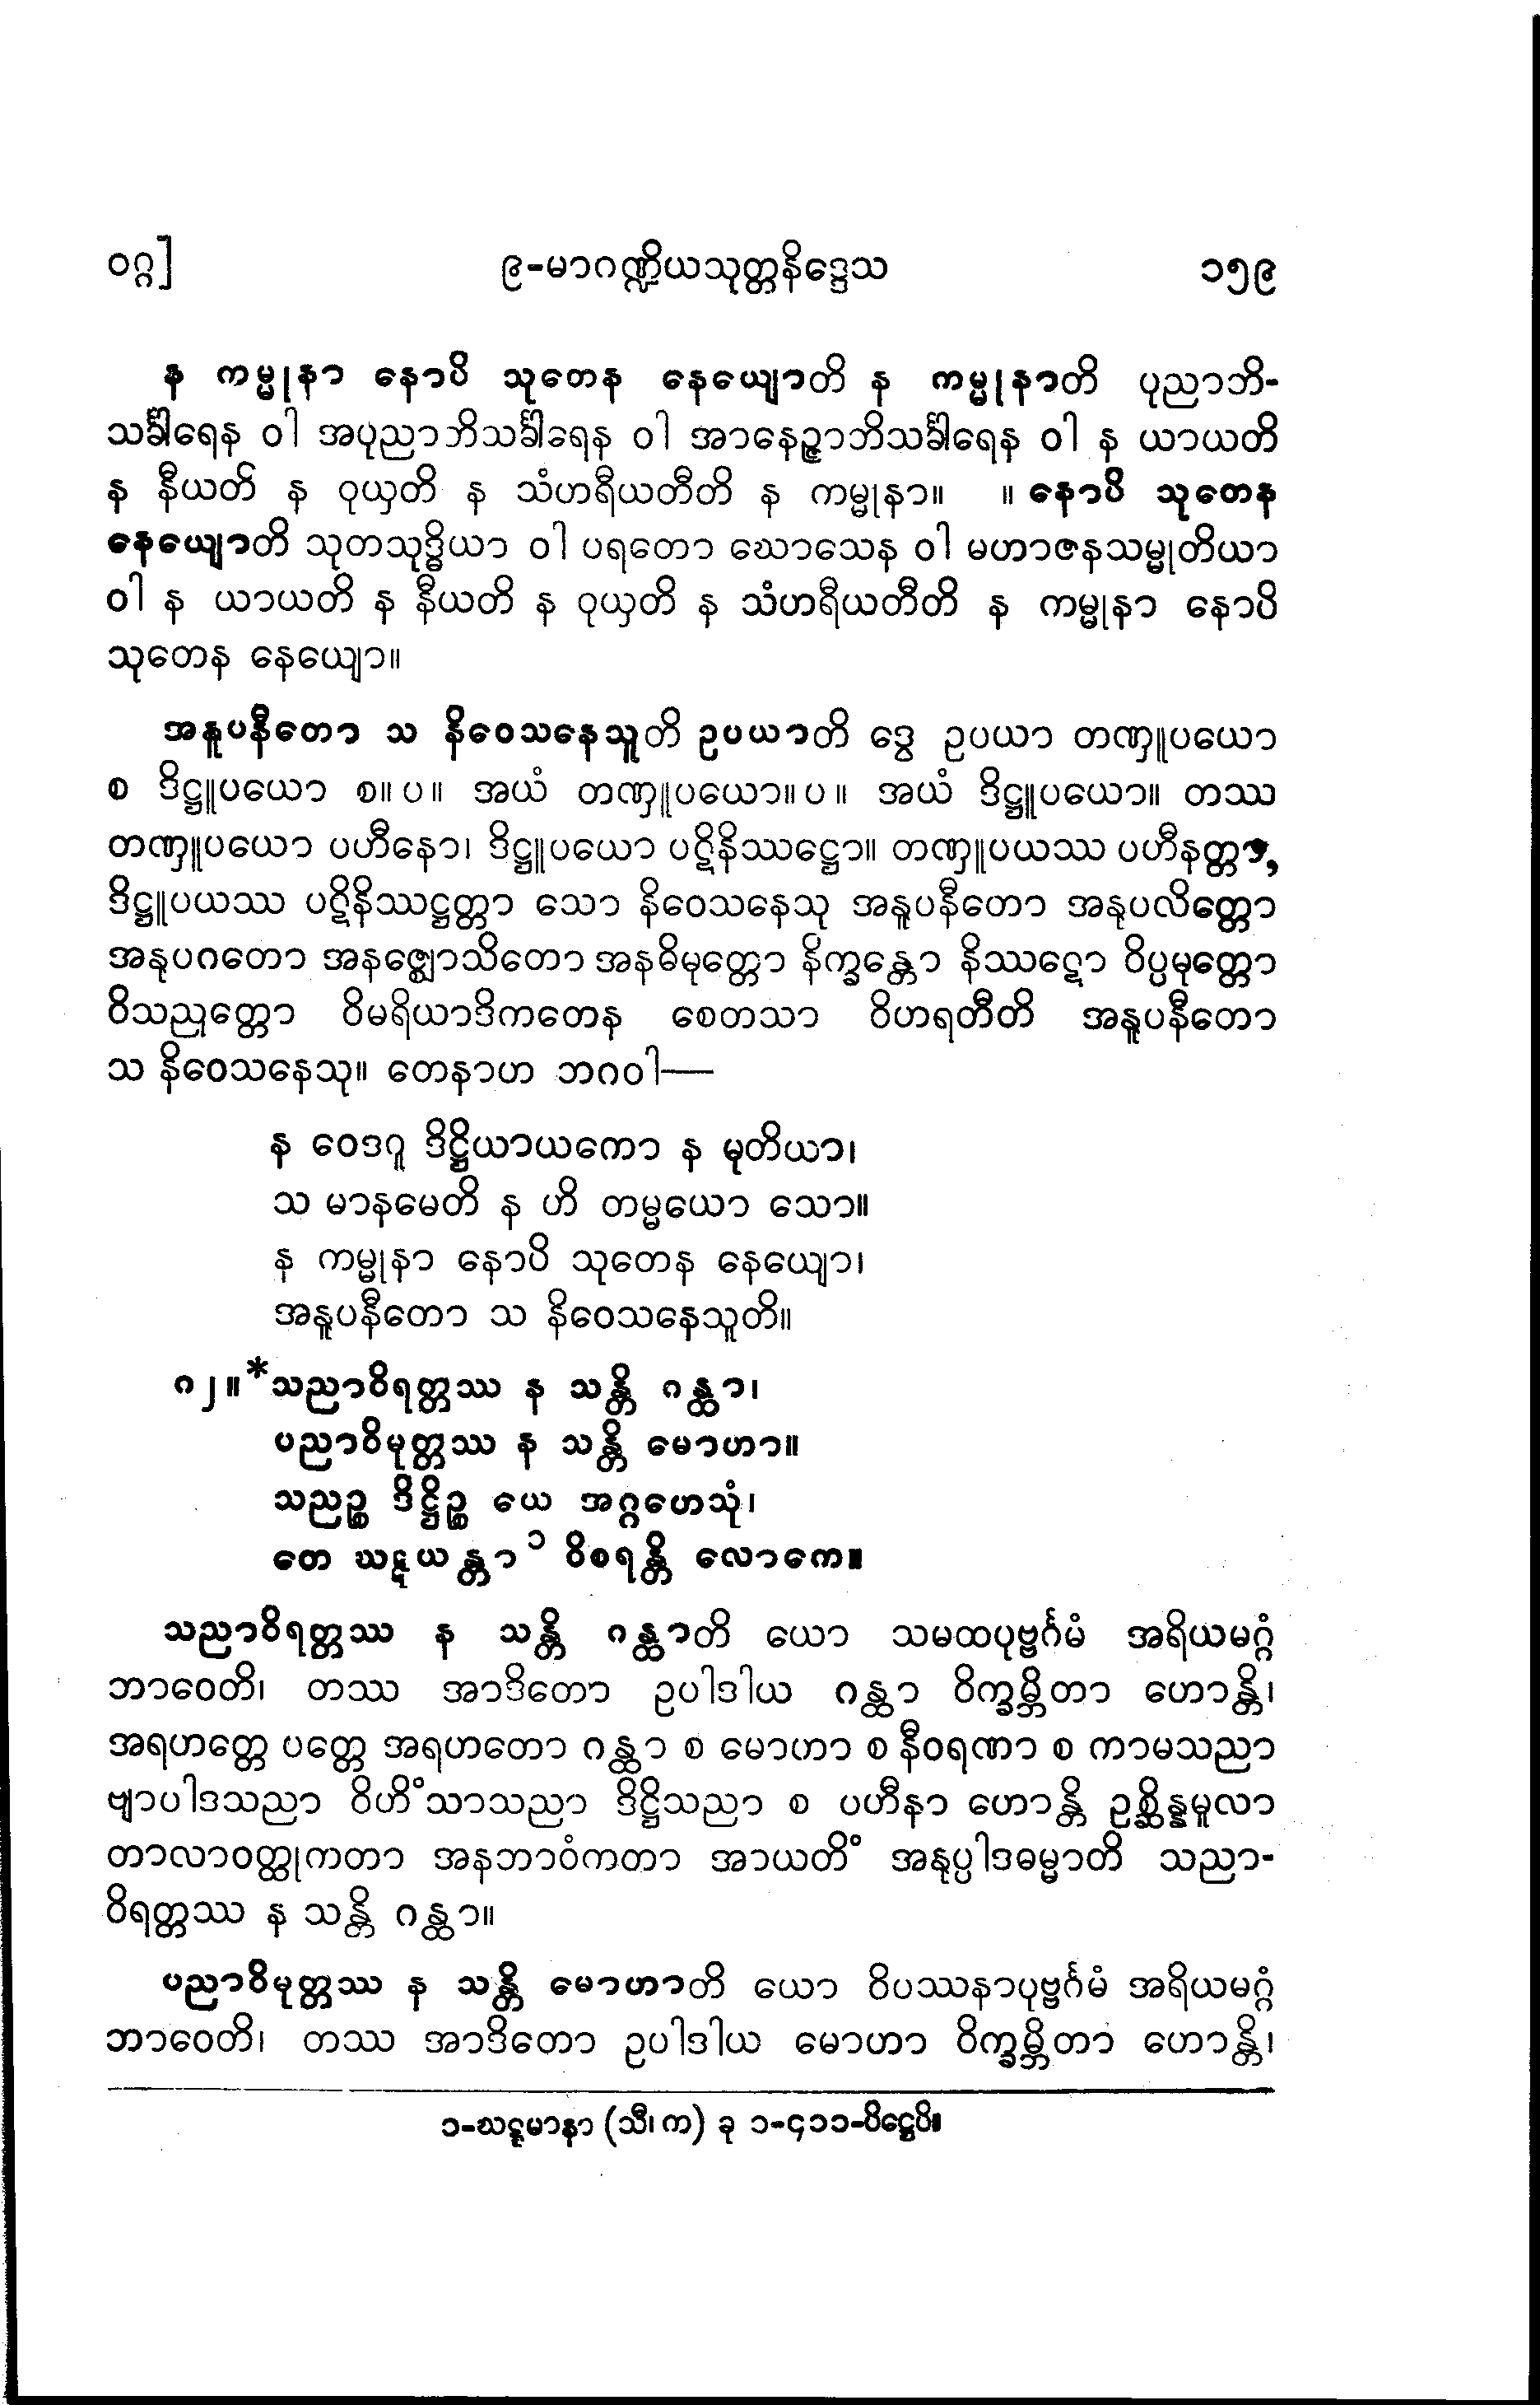 ဝဂ္ဂ] ၉-မာဂဏ္ဍိယသုတ္တနိဒ္ဒေသ ၁၅၉
န ကမ္မုနာ နောပိ သုတေန နေယျောတိ န ကမ္မုနာတိ ပုညာဘိ-
သင်္ခါရေန ဝါ အပုညာဘိသင်္ခါရေန ဝါ အာနေဉ္ဇာဘိသင်္ခါရေန ဝါ န ယာယတိ
န နီယတိ န ဝုယှတိ န သံဟရီယတီတိ န ကမ္မုနာ။ ။ နောပိ သုတေန
နေယျောတိ သုတသုဒ္ဓိယာ ဝါ ပရတော ဃောသေန ဝါ မဟာဇနသမ္မုတိယာ
ဝါ န ယာယတိ န နီယတိ န ဝုယှတိ န သံဟရီယတီတိ န ကမ္မုနာ နောပိ
သုတေန နေယျော။
အနူပနီတော သ နိဝေသနေသူတိ ဥပယာတိ ဒွေ ဥပယာ တဏှူပယော
စ ဒိဋ္ဌူပယော စ။ ပ။ အယံ တဏှူပယော။ ပ။ အယံ ဒိဋ္ဌူပယော။ တဿ
တဏှူပယော ပဟီနော၊ ဒိဋ္ဌူပယော ပဋိနိဿဋ္ဌော။ တဏှူပယဿ ပဟီနတ္တာ,
ဒိဋ္ဌူပယဿ ပဋိနိဿဋ္ဌတ္တာ သော နိဝေသနေသု အနူပနီတော အနုပလိတ္တော
အနုပဂတော အနဇ္ဈောသိတော အနဓိမုတ္တော နိက္ခန္တော နိဿဋော ဝိပ္ပမုတ္တော
ဝိသညုတ္တော ဝိမရိယာဒိကတေန စေတသာ ဝိဟရတီတိ အနူပနီတော
သ နိဝေသနေသု။ တေနာဟ ဘဂဝါ—
န ဝေဒဂူ ဒိဋ္ဌိယာယကော န မုတိယာ၊
သ မာနမေတိ န ဟိ တမ္မယော သော။
န ကမ္မုနာ နောပိ သုတေန နေယျော၊
အနူပနီတော သ နိဝေသနေသူတိ။
၈၂။ *သညာဝိရတ္တဿ န သန္တိ ဂန္ထာ၊
ပညာဝိမုတ္တဿ န သန္တိ မောဟာ။
သညဉ္စ ဒိဋ္ဌိဉ္စ ယေ အဂ္ဂဟေသုံ၊
တေ ဃဋယန္တာ ၁ ဝိစရန္တိ လောကေ။
သညာဝိရတ္တဿ န သန္တိ ဂန္ထာတိ ယော သမထပုဗ္ဗင်္ဂမံ အရိယမဂ္ဂံ
ဘာဝေတိ၊ တဿ အာဒိတော ဥပါဒါယ ဂန္ထာ ဝိက္ခမ္ဘိတာ ဟောန္တိ၊
အရဟတ္တေ ပတ္တေ အရဟတော ဂန္ထာ စ မောဟာ စ နီဝရဏာ စ ကာမသညာ
ဗျာပါဒသညာ ဝိဟိံသာသညာ ဒိဋ္ဌိသညာ စ ပဟီနာ ဟောန္တိ ဥစ္ဆိန္နမူလာ
တာလာဝတ္ထုကတာ အနဘာဝံကတာ အာယတိံ အနုပ္ပါဒဓမ္မာတိ သညာ-
ဝိရတ္တဿ န သန္တိ ဂန္ထာ။
ပညာဝိမုတ္တဿ န သန္တိ မောဟာတိ ယော ဝိပဿနာပုဗ္ဗင်္ဂမံ အရိယမဂ္ဂံ
ဘာဝေတိ၊ တဿ အာဒိတော ဥပါဒါယ မောဟာ ဝိက္ခမ္ဘိတာ ဟောန္တိ၊
၁-ဃဋ္ဋမာနာ (သီ၊ က) ခု ၁-၄၁၁-ပိဋ္ဌေပိ။